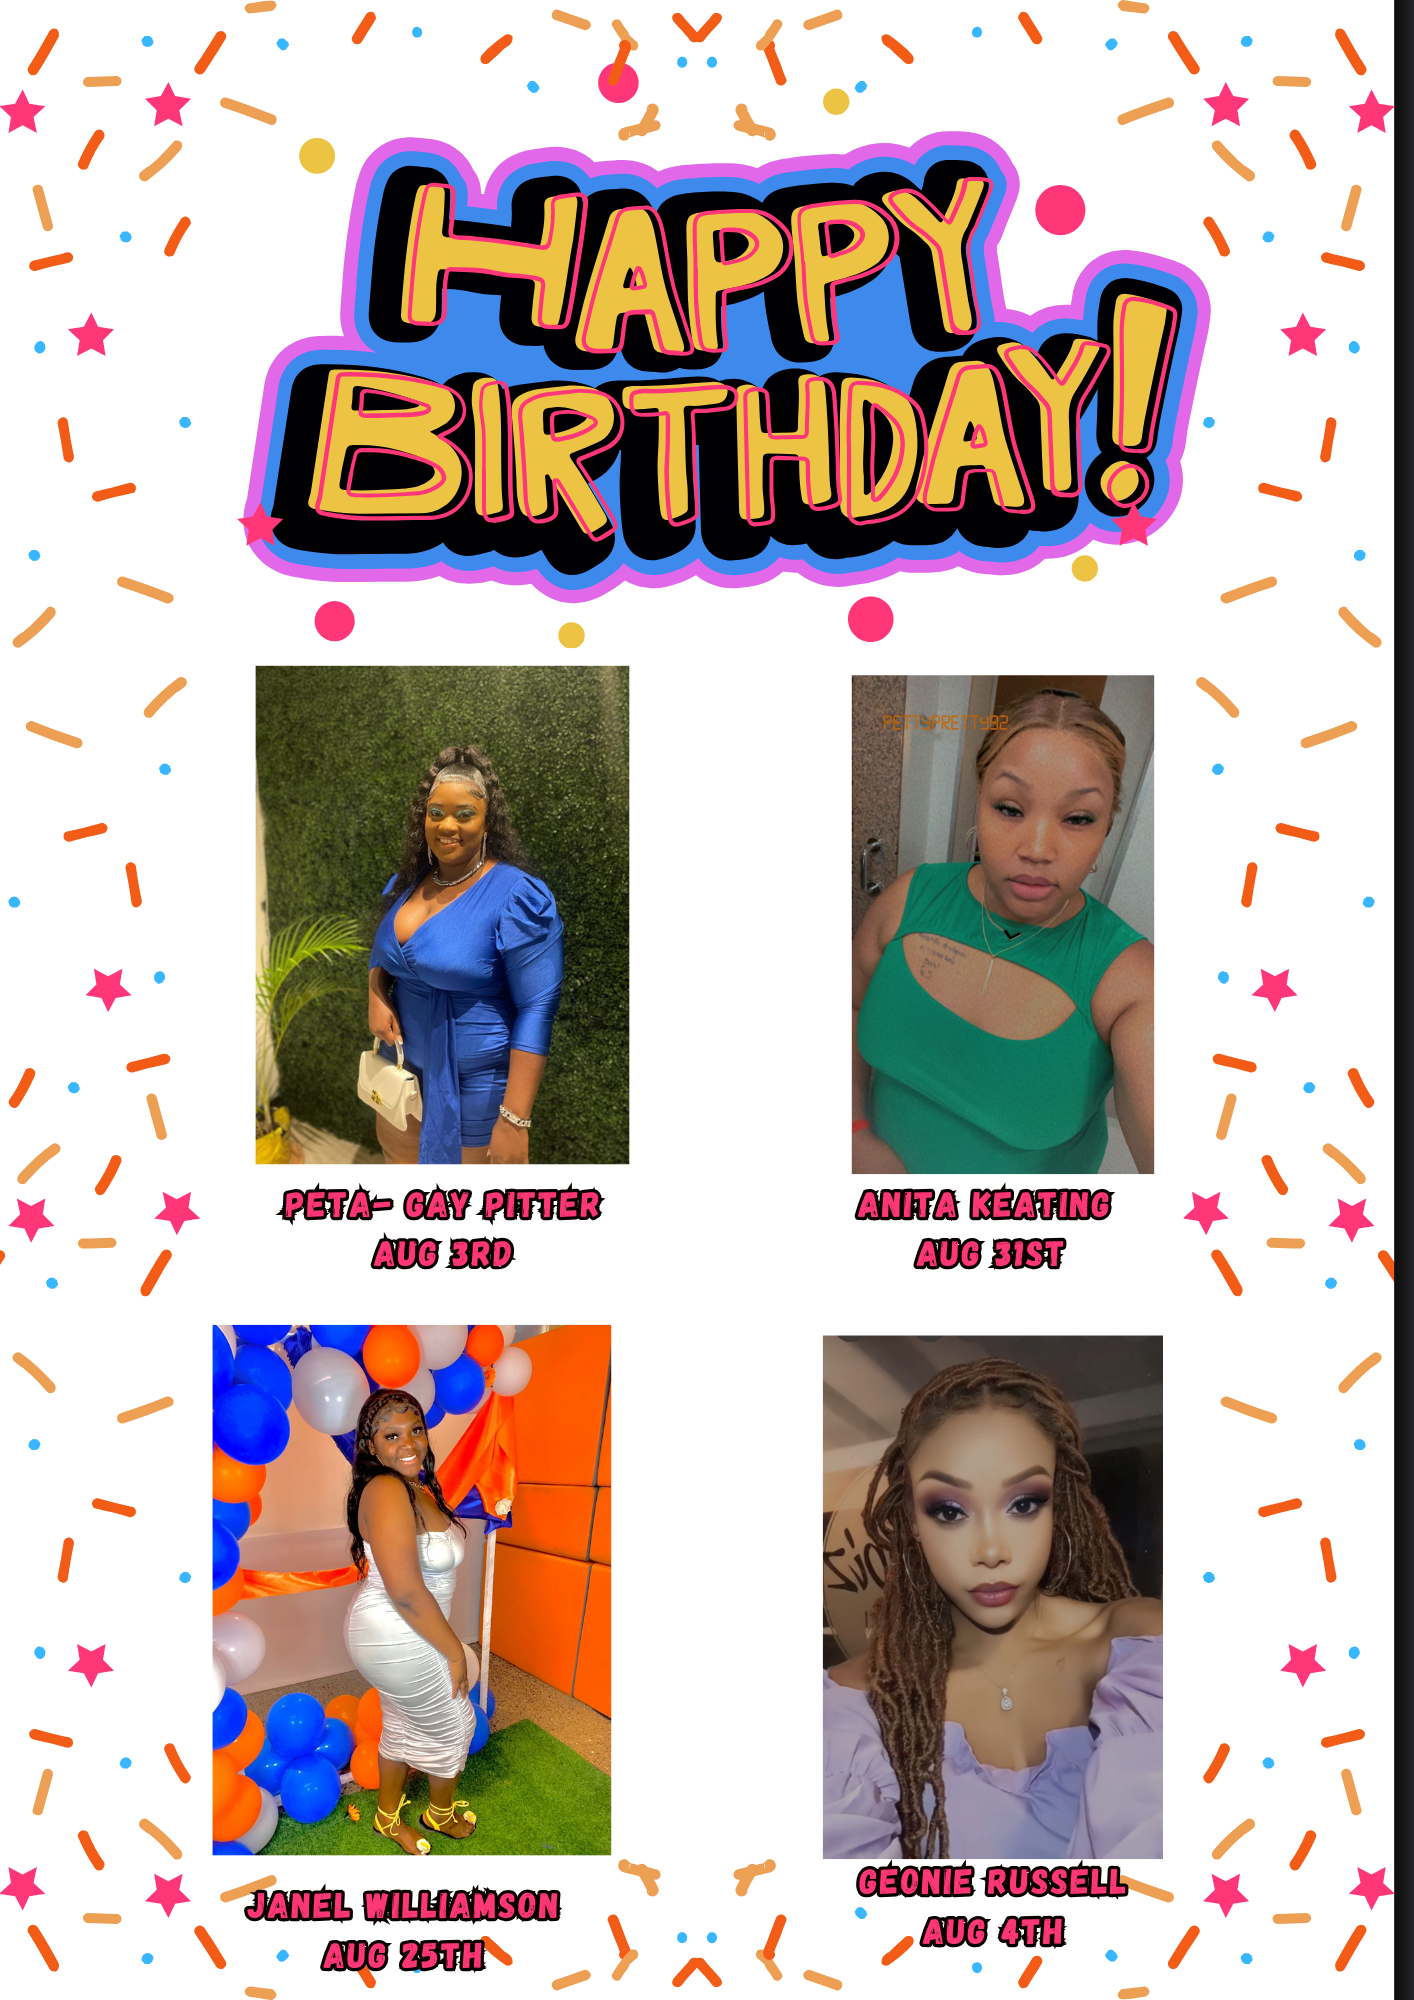 HAPPY
BIRTHDAY!
PETTYPRETTY92
PETA- GAY PITTER
AUG 3RD
ANITA KEATING
AUG 31ST
JANEL WILLIAMSON
AUG 25TH
GEONIE RUSSELL
AUG 4TH